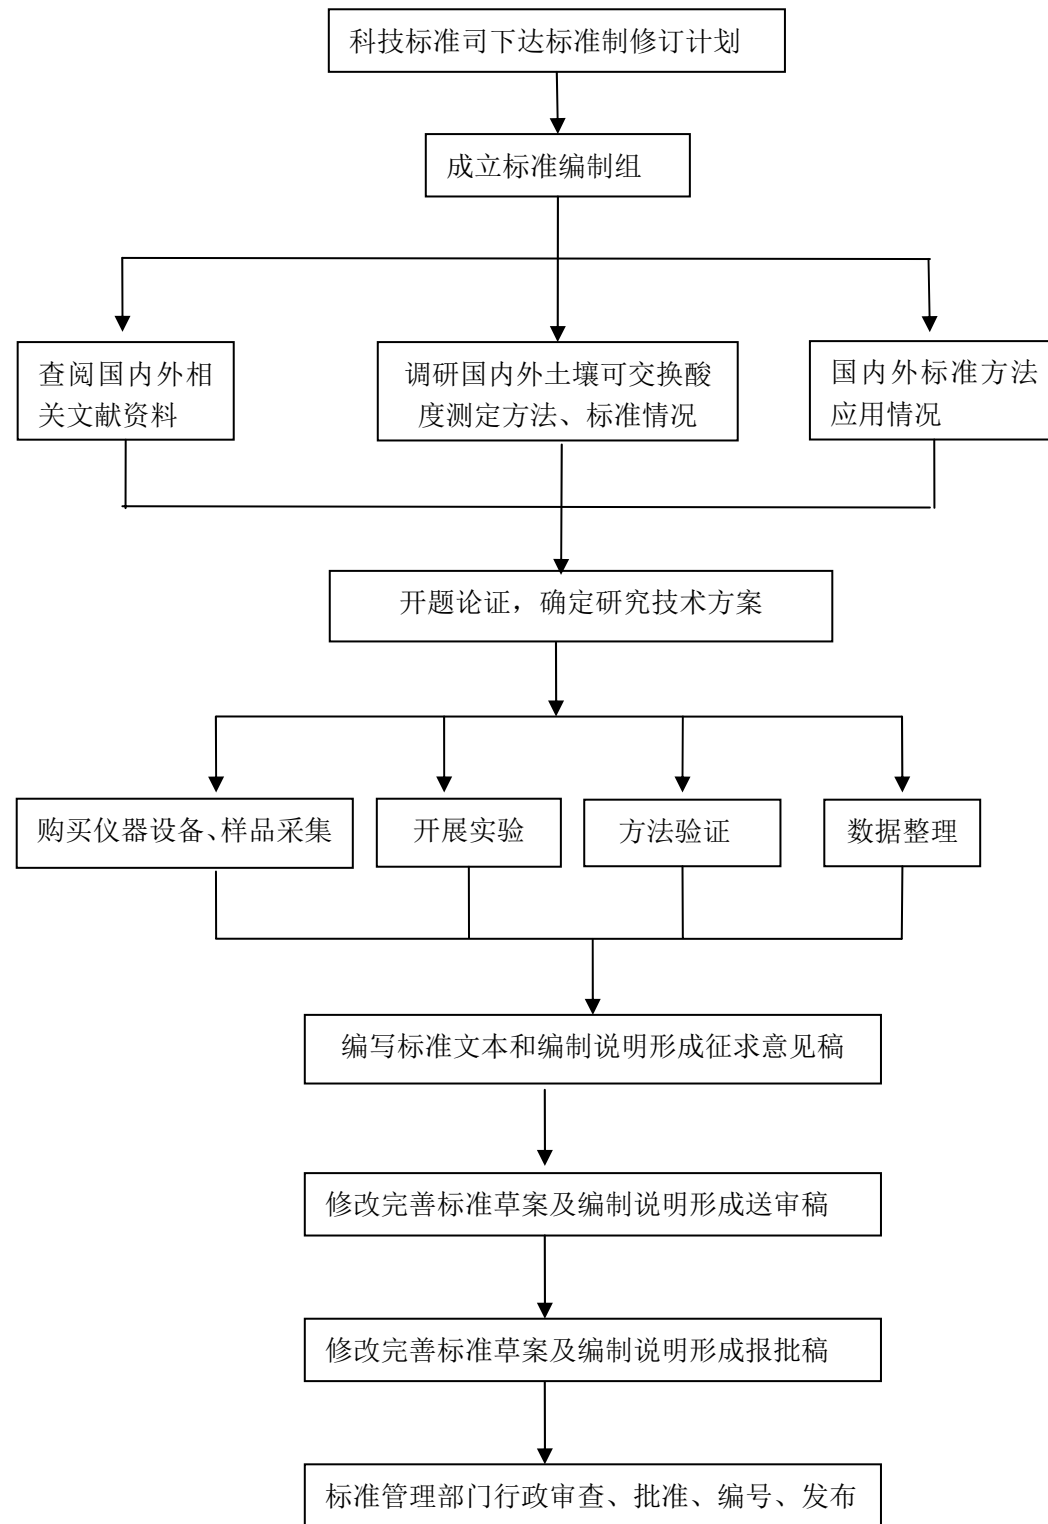 科技标准司下达标准制修订计划
成立标准编制组
查阅国内外相
关文献资料
调研国内外土壤可交换酸
度测定方法、标准情况
国内外标准方法
应用情况
开题论证，确定研究技术方案
购买仪器设备、样品采集
开展实验
方法验证
数据整理
编写标准文本和编制说明形成征求意见稿
修改完善标准草案及编制说明形成送审稿
修改完善标准草案及编制说明形成报批稿
标准管理部门行政审查、批准、编号、发布